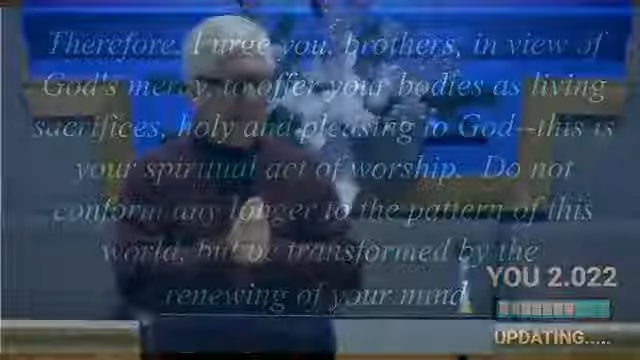 Therefore, I urge you, brothers, in view of
God's mercy, to offer your bodies as living
sacrifices, holy and pleasing to God--this is
your spiritual act of worship. Do not
conform any longer to the pattern of this
world, but be transformed by the
renewing of your mind.
YOU 2.022
UPDATING.....